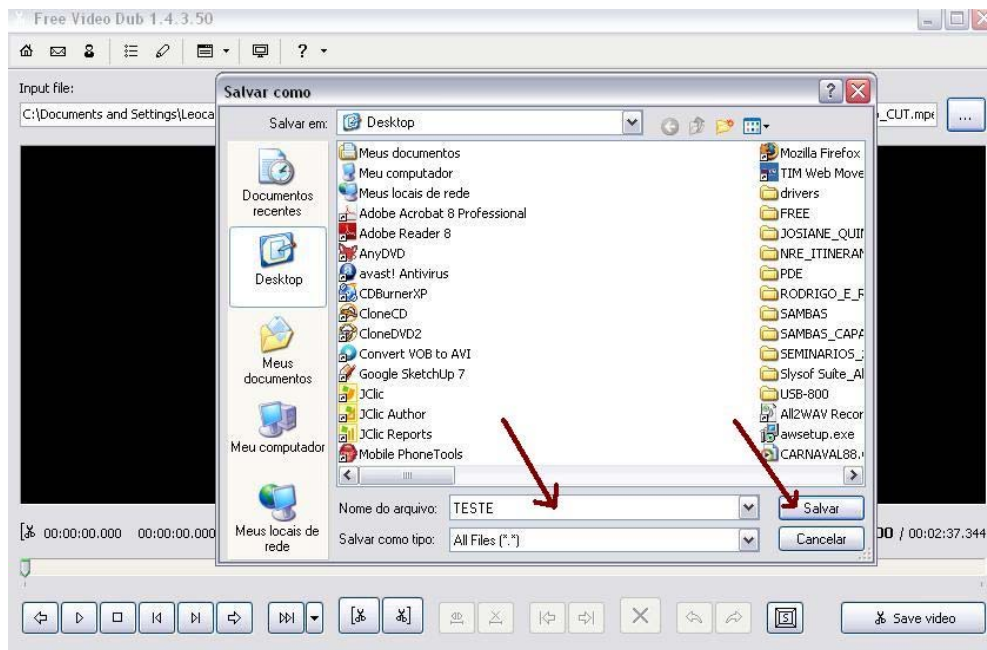 Free Video Dub 1.4.3.50
?
Input file:
C:\Documents and Settings\Leoca
_CUT.mpe
...
Salvar como
Salvar em:
Desktop
Documentos
recentes
Desktop
Meus
documentos
Meu computador
Meus locais de
rede
Meus documentos
Meu computador
Meus locais de rede
Adobe Acrobat 8 Professional
Adobe Reader 8
AnyDVD
avast! Antivirus
CDBurnerXP
CloneCD
CloneDVD2
Convert VOB to AVI
Google SketchUp 7
JClic
JClic Author
JClic Reports
Mobile PhoneTools
Mozilla Firefox
TIM Web Move
drivers
FREE
JOSIANE_QUI
NRE_ITINERAN
PDE
RODRIGO_E_F
SAMBAS
SAMBAS_CAPA
SEMINARIOS_
Slysof Suite_Al
USB-800
All2WAV Recor
awsetup.exe
CARNAVAL88.
Nome do arquivo:
TESTE
Salvar
Salvar como tipo:
All Files (*.*)
Cancelar
00:00:00.000
00:00:00.000
00 / 00:02:37.344
S
Save video